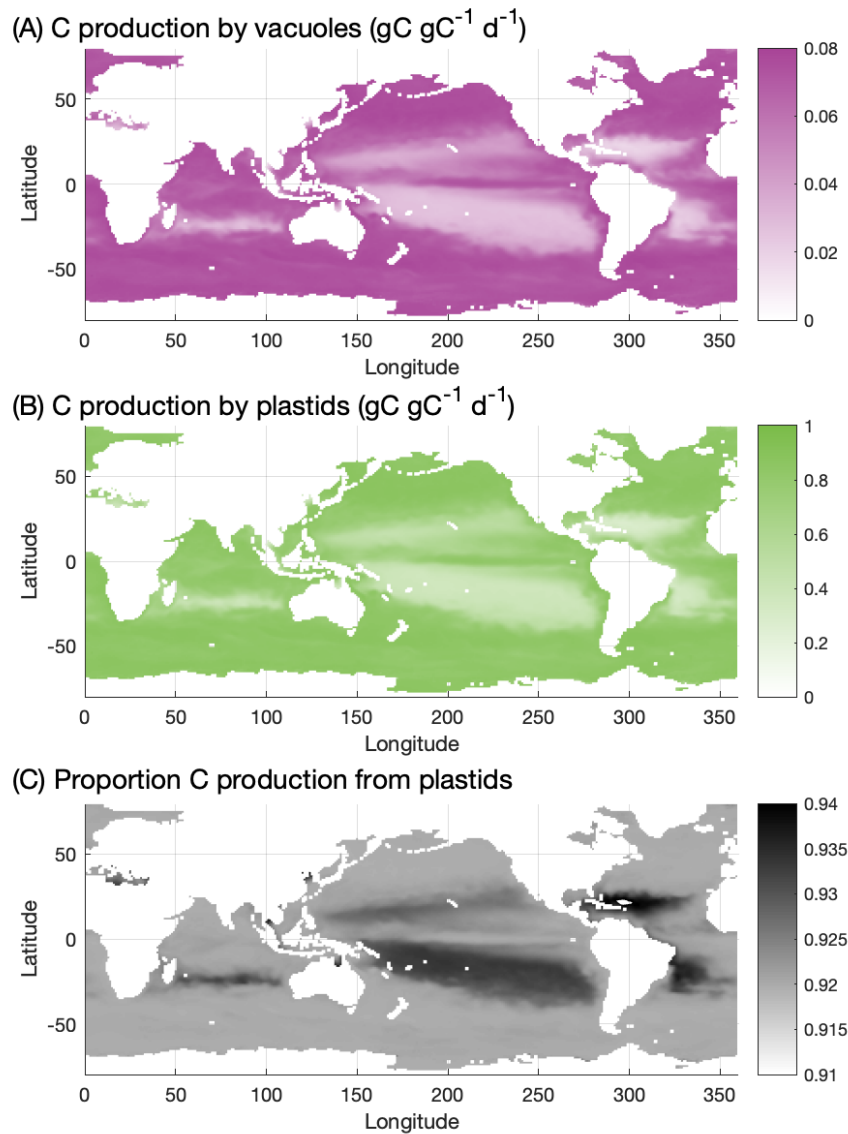 (A) C production by vacuoles (gC gC⁻¹ d⁻¹)
0.08
50
0.06
Latitude
0
0.04
-50
0.02
0
0 50 100 150 200 250 300 350
Longitude
(B) C production by plastids (gC gC⁻¹ d⁻¹)
1
50
0.8
Latitude
0
0.6
0.4
-50
0.2
0
0 50 100 150 200 250 300 350
Longitude
(C) Proportion C production from plastids
0.94
50
0.935
0.93
Latitude
0
0.925
0.92
-50
0.915
0.91
0 50 100 150 200 250 300 350
Longitude